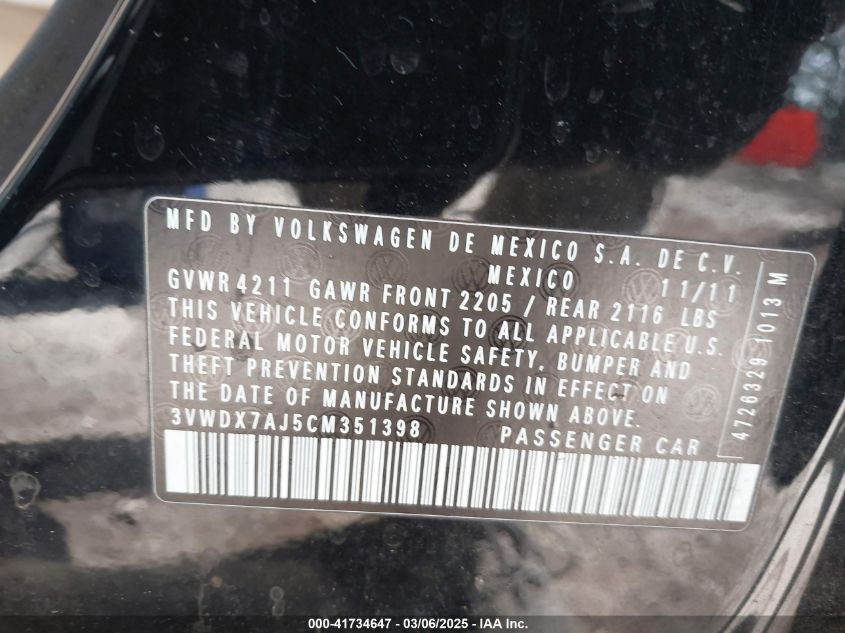 MFD BY VOLKSWAGEN DE MEXICO S.A. DE C.V.
MEXICO 11/11
GVWR 4211 GAWR FRONT 2205 / REAR 2116 LBS
THIS VEHICLE CONFORMS TO ALL APPLICABLE U.S.
FEDERAL MOTOR VEHICLE SAFETY, BUMPER AND
THEFT PREVENTION STANDARDS IN EFFECT ON
THE DATE OF MANUFACTURE SHOWN ABOVE.
3VWDX7AJ5CM351398 PASSENGER CAR
4726329 1013 M
000-41734647 - 03/06/2025 - IAA Inc.